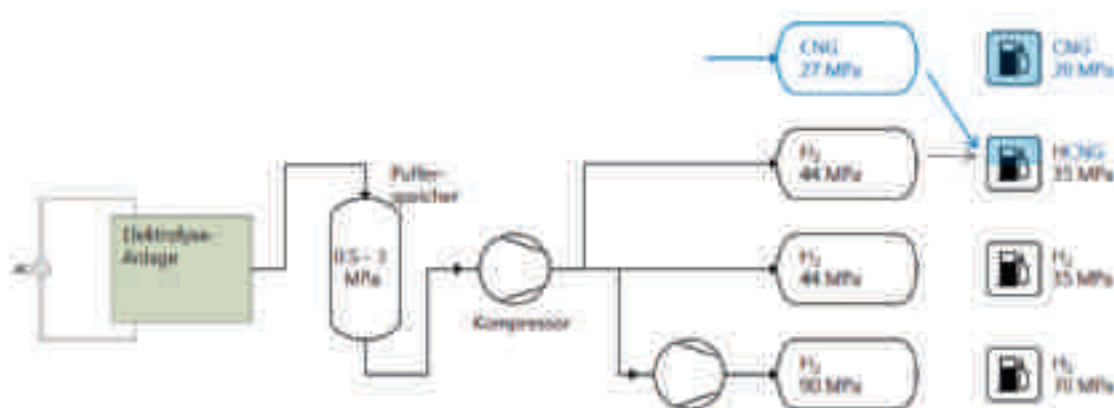 Elektrolyse-
Anlage
Puffer-
speicher
0.5 - 3
MPa
Kompressor
CNG
27 MPa
H₂
44 MPa
H₂
44 MPa
H₂
90 MPa
CNG
20 MPa
HCNG
35 MPa
H₂
35 MPa
H₂
70 MPa